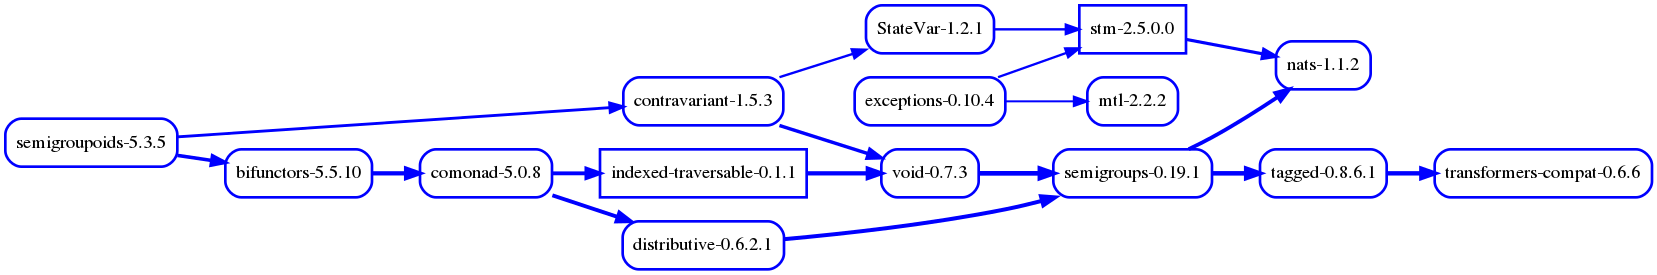 StateVar-1.2.1
stm-2.5.0.0
nats-1.1.2
contravariant-1.5.3
exceptions-0.10.4
mtl-2.2.2
semigroupoids-5.3.5
bifunctors-5.5.10
comonad-5.0.8
indexed-traversable-0.1.1
void-0.7.3
semigroups-0.19.1
tagged-0.8.6.1
transformers-compat-0.6.6
distributive-0.6.2.1